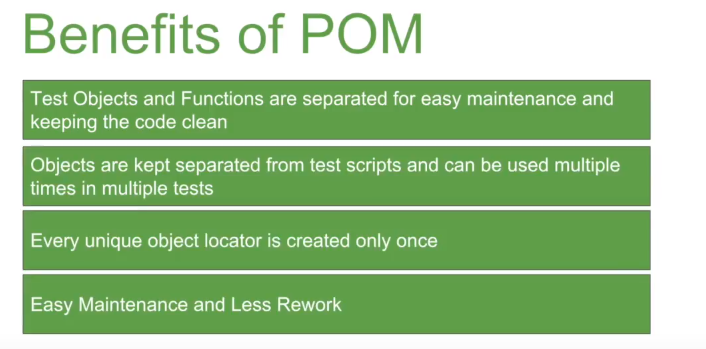 Benefits of POM
Test Objects and Functions are separated for easy maintenance and
keeping the code clean
Objects are kept separated from test scripts and can be used multiple
times in multiple tests
Every unique object locator is created only once
Easy Maintenance and Less Rework